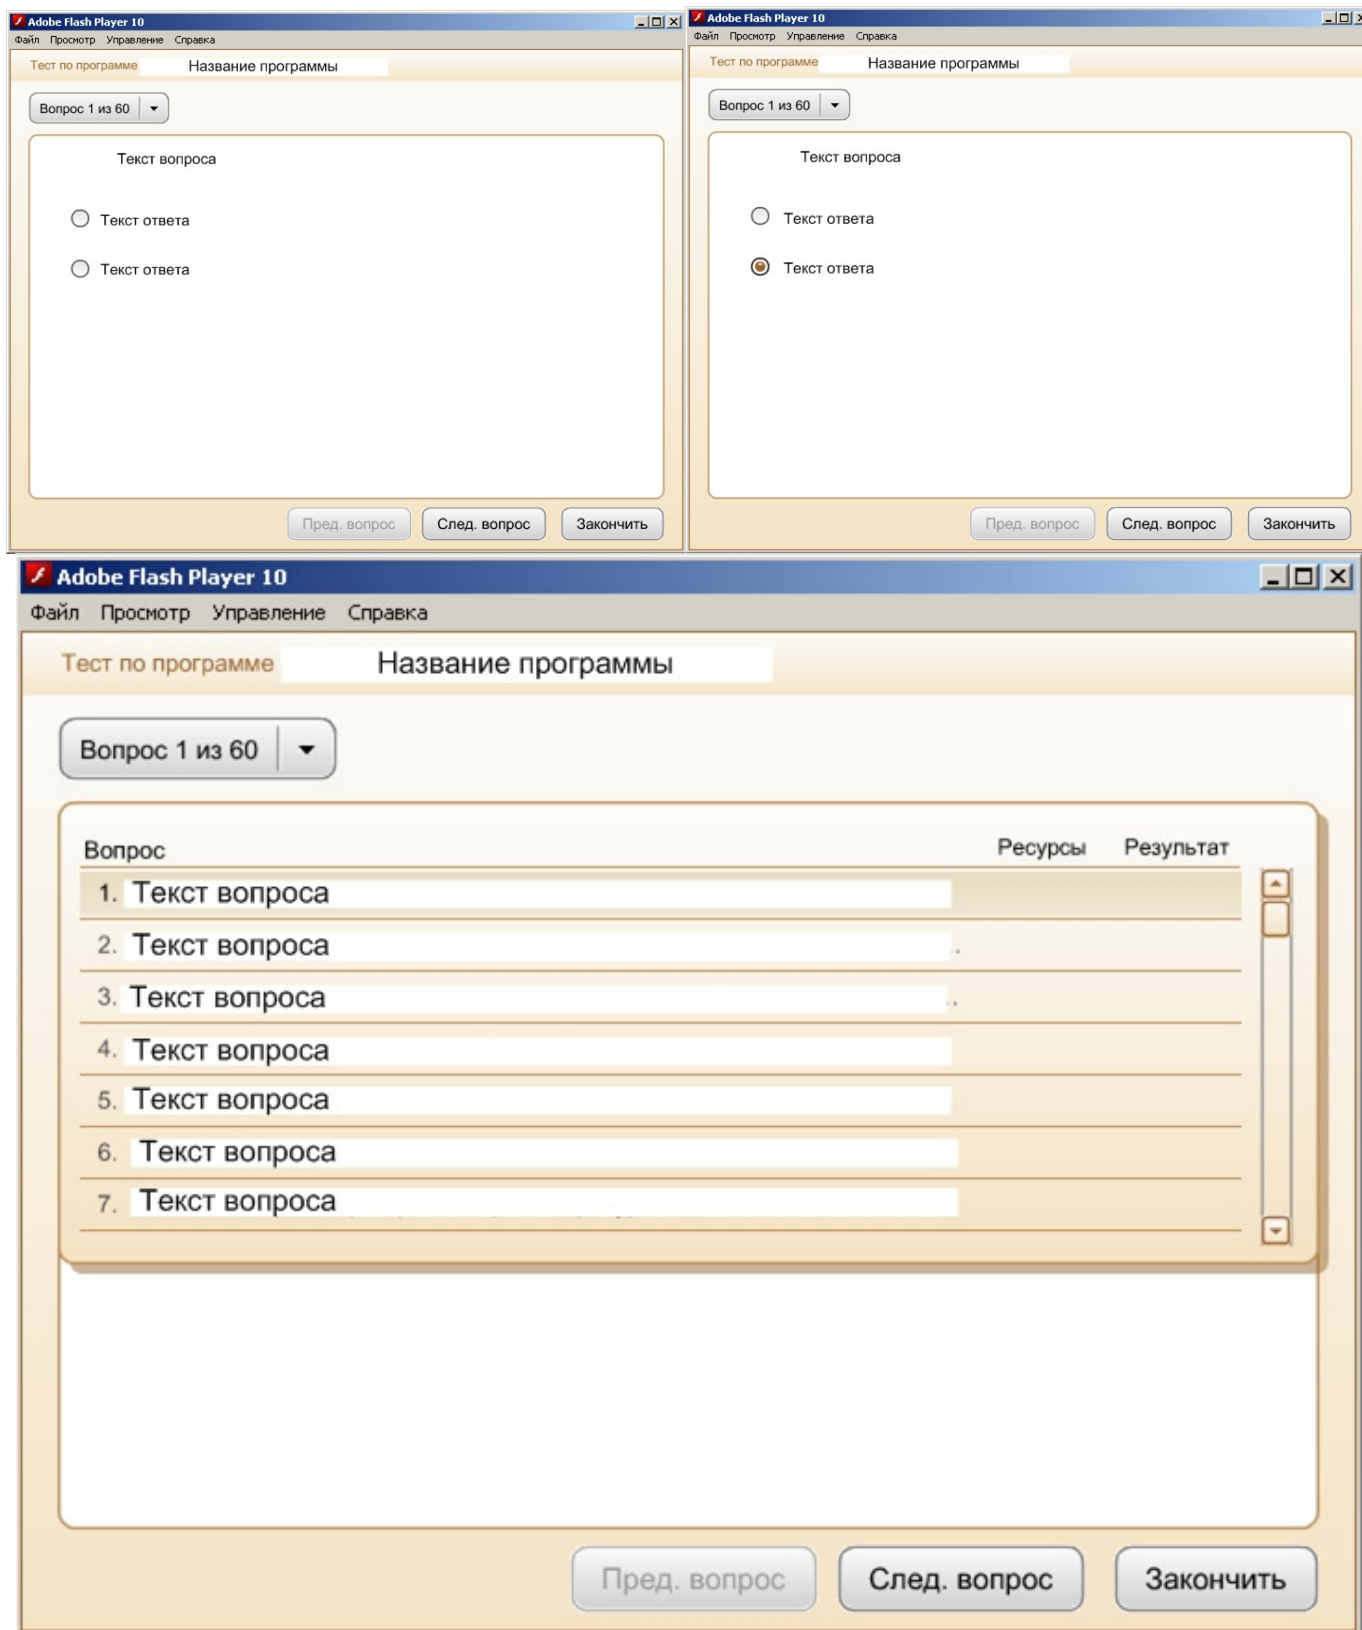 Adobe Flash Player 10
Файл Просмотр Управление Справка
Тест по программе Название программы
Вопрос 1 из 60
Текст вопроса
Текст ответа
Текст ответа
Пред. вопрос След. вопрос Закончить
Adobe Flash Player 10
Файл Просмотр Управление Справка
Тест по программе Название программы
Вопрос 1 из 60
Текст вопроса
Текст ответа
Текст ответа
Пред. вопрос След. вопрос Закончить
Adobe Flash Player 10
Файл Просмотр Управление Справка
Тест по программе Название программы
Вопрос 1 из 60
Вопрос Ресурсы Результат
1. Текст вопроса
2. Текст вопроса ..
3. Текст вопроса ..
4. Текст вопроса
5. Текст вопроса
6. Текст вопроса
7. Текст вопроса
Пред. вопрос След. вопрос Закончить